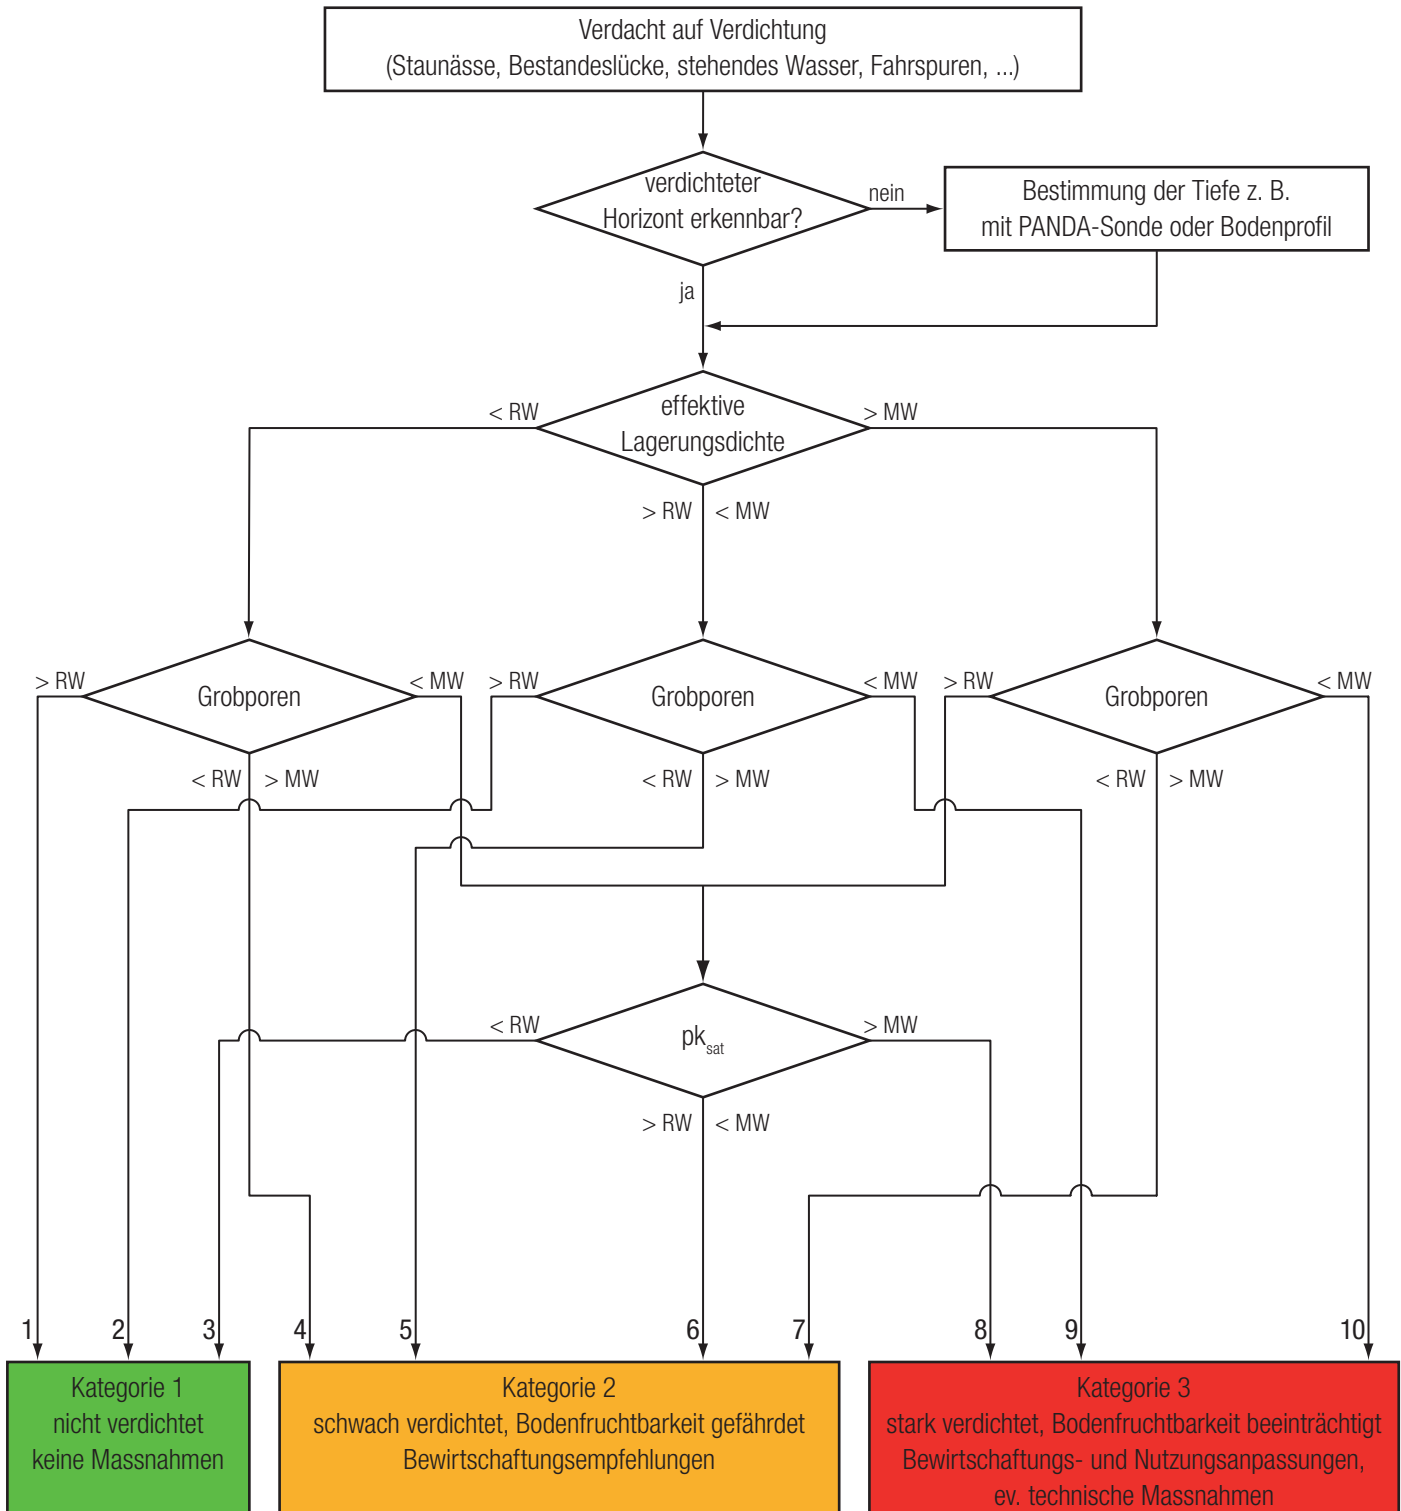 Verdacht auf Verdichtung
(Staunässe, Bestandeslücke, stehendes Wasser, Fahrspuren, ...)
verdichteter
Horizont erkennbar?
nein
Bestimmung der Tiefe z. B.
mit PANDA-Sonde oder Bodenprofil
ja
effektive
Lagerungsdichte
< RW
> MW
> RW
< MW
Grobporen
> RW
< MW
< RW
> MW
Grobporen
> RW
< MW
< RW
> MW
Grobporen
> RW
< MW
< RW
> MW
pksat
< RW
> MW
> RW
< MW
1
2
3
4
5
6
7
8
9
10
Kategorie 1
nicht verdichtet
keine Massnahmen
Kategorie 2
schwach verdichtet, Bodenfruchtbarkeit gefährdet
Bewirtschaftungsempfehlungen
Kategorie 3
stark verdichtet, Bodenfruchtbarkeit beeinträchtigt
Bewirtschaftungs- und Nutzungsanpassungen,
ev. technische Massnahmen